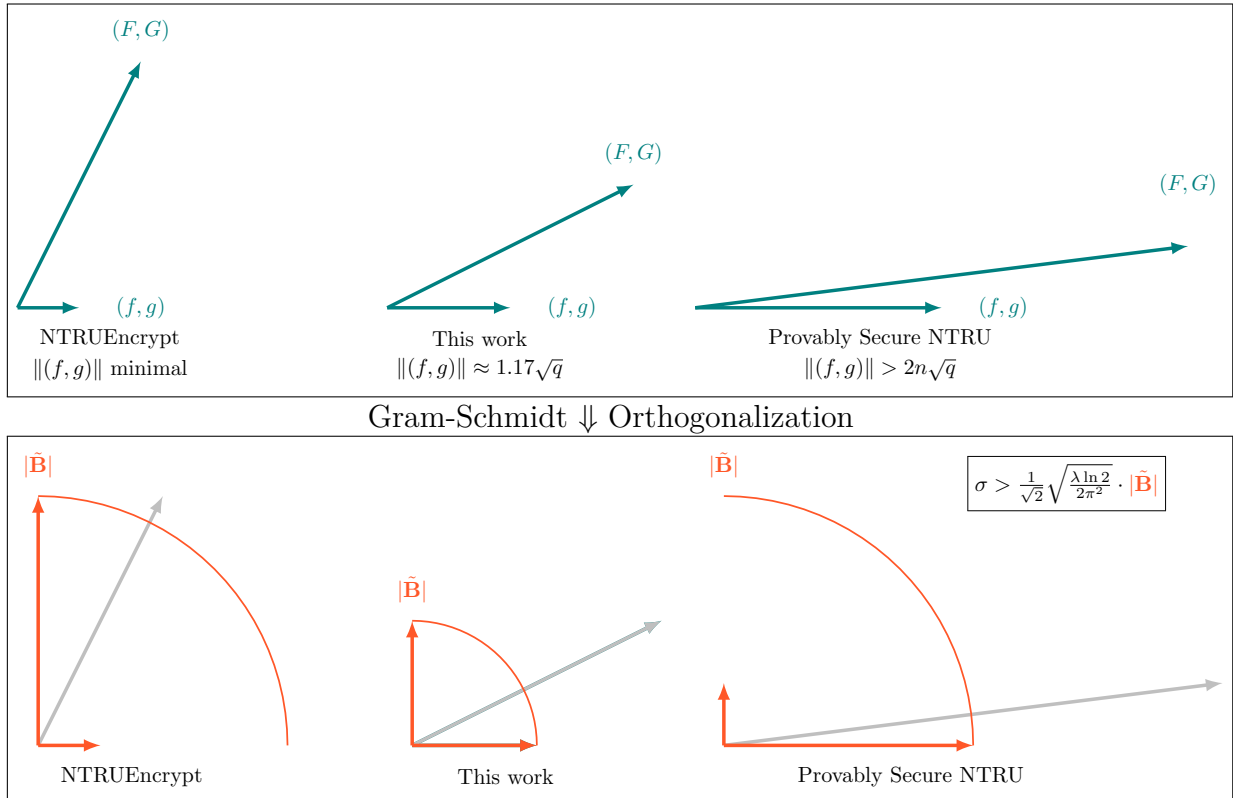 (F, G)
(F, G)
(F, G)
(f, g)
(f, g)
(f, g)
NTRUEncrypt
‖(f, g)‖ minimal
This work
‖(f, g)‖ ≈ 1.17√q
Provably Secure NTRU
‖(f, g)‖ > 2n√q
Gram-Schmidt ⇓ Orthogonalization
|B̃|
|B̃|
|B̃|
σ > 1/√2 √(λ ln 2/2π²) · |B̃|
NTRUEncrypt
This work
Provably Secure NTRU